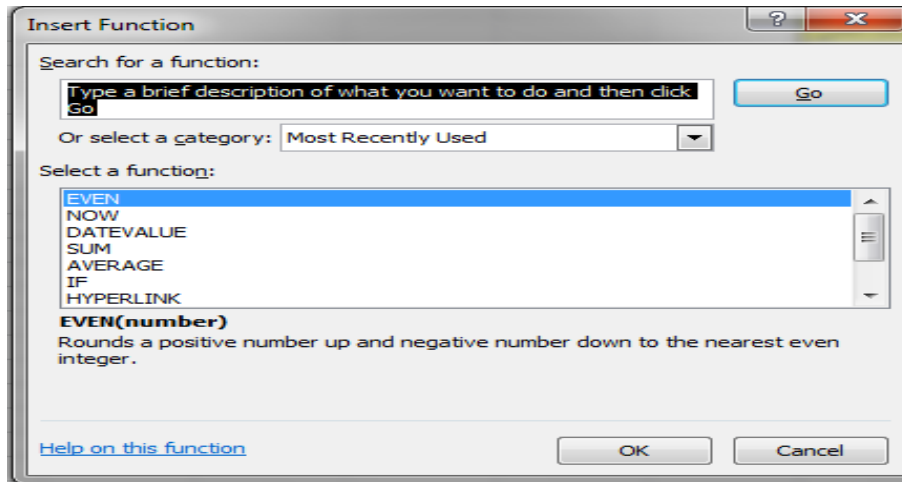 Insert Function
?
Search for a function:
Type a brief description of what you want to do and then click
Go
Go
Or select a category: Most Recently Used
Select a function:
EVEN
NOW
DATEVALUE
SUM
AVERAGE
IF
HYPERLINK
EVEN(number)
Rounds a positive number up and negative number down to the nearest even
integer.
Help on this function
OK
Cancel